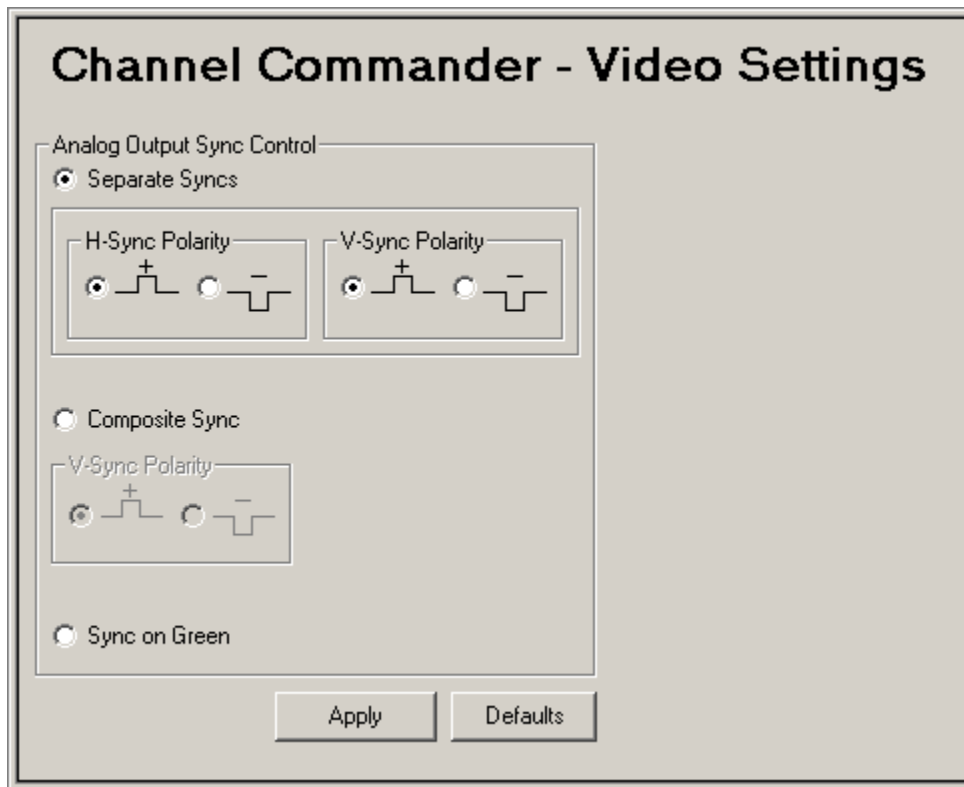 Channel Commander - Video Settings
Analog Output Sync Control
Separate Syncs
H-Sync Polarity
+ −
V-Sync Polarity
+ −
Composite Sync
V-Sync Polarity
+ −
Sync on Green
Apply Defaults